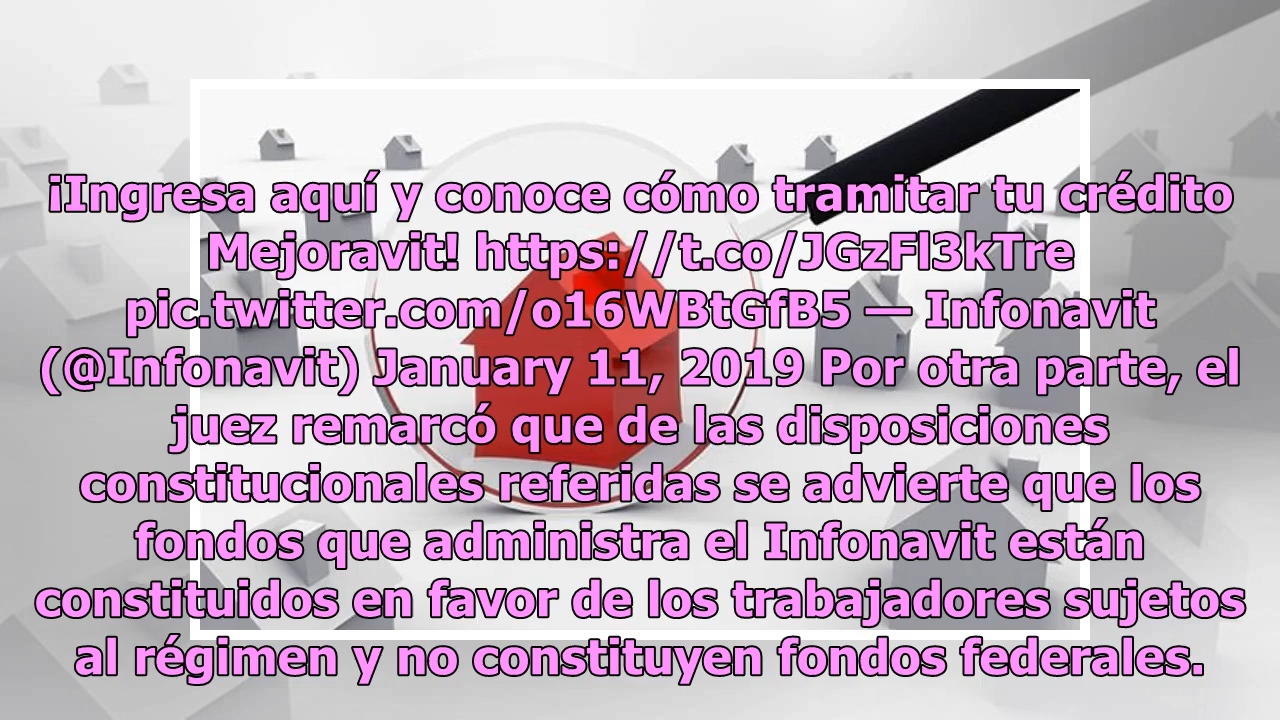 ¡Ingresa aquí y conoce cómo tramitar tu crédito
Mejoravit! https://t.co/JGzFl3kTre
pic.twitter.com/o16WBtGfB5 — Infonavit
(@Infonavit) January 11, 2019 Por otra parte, el
juez remarcó que de las disposiciones
constitucionales referidas se advierte que los
fondos que administra el Infonavit están
constituidos en favor de los trabajadores sujetos
al régimen y no constituyen fondos federales.